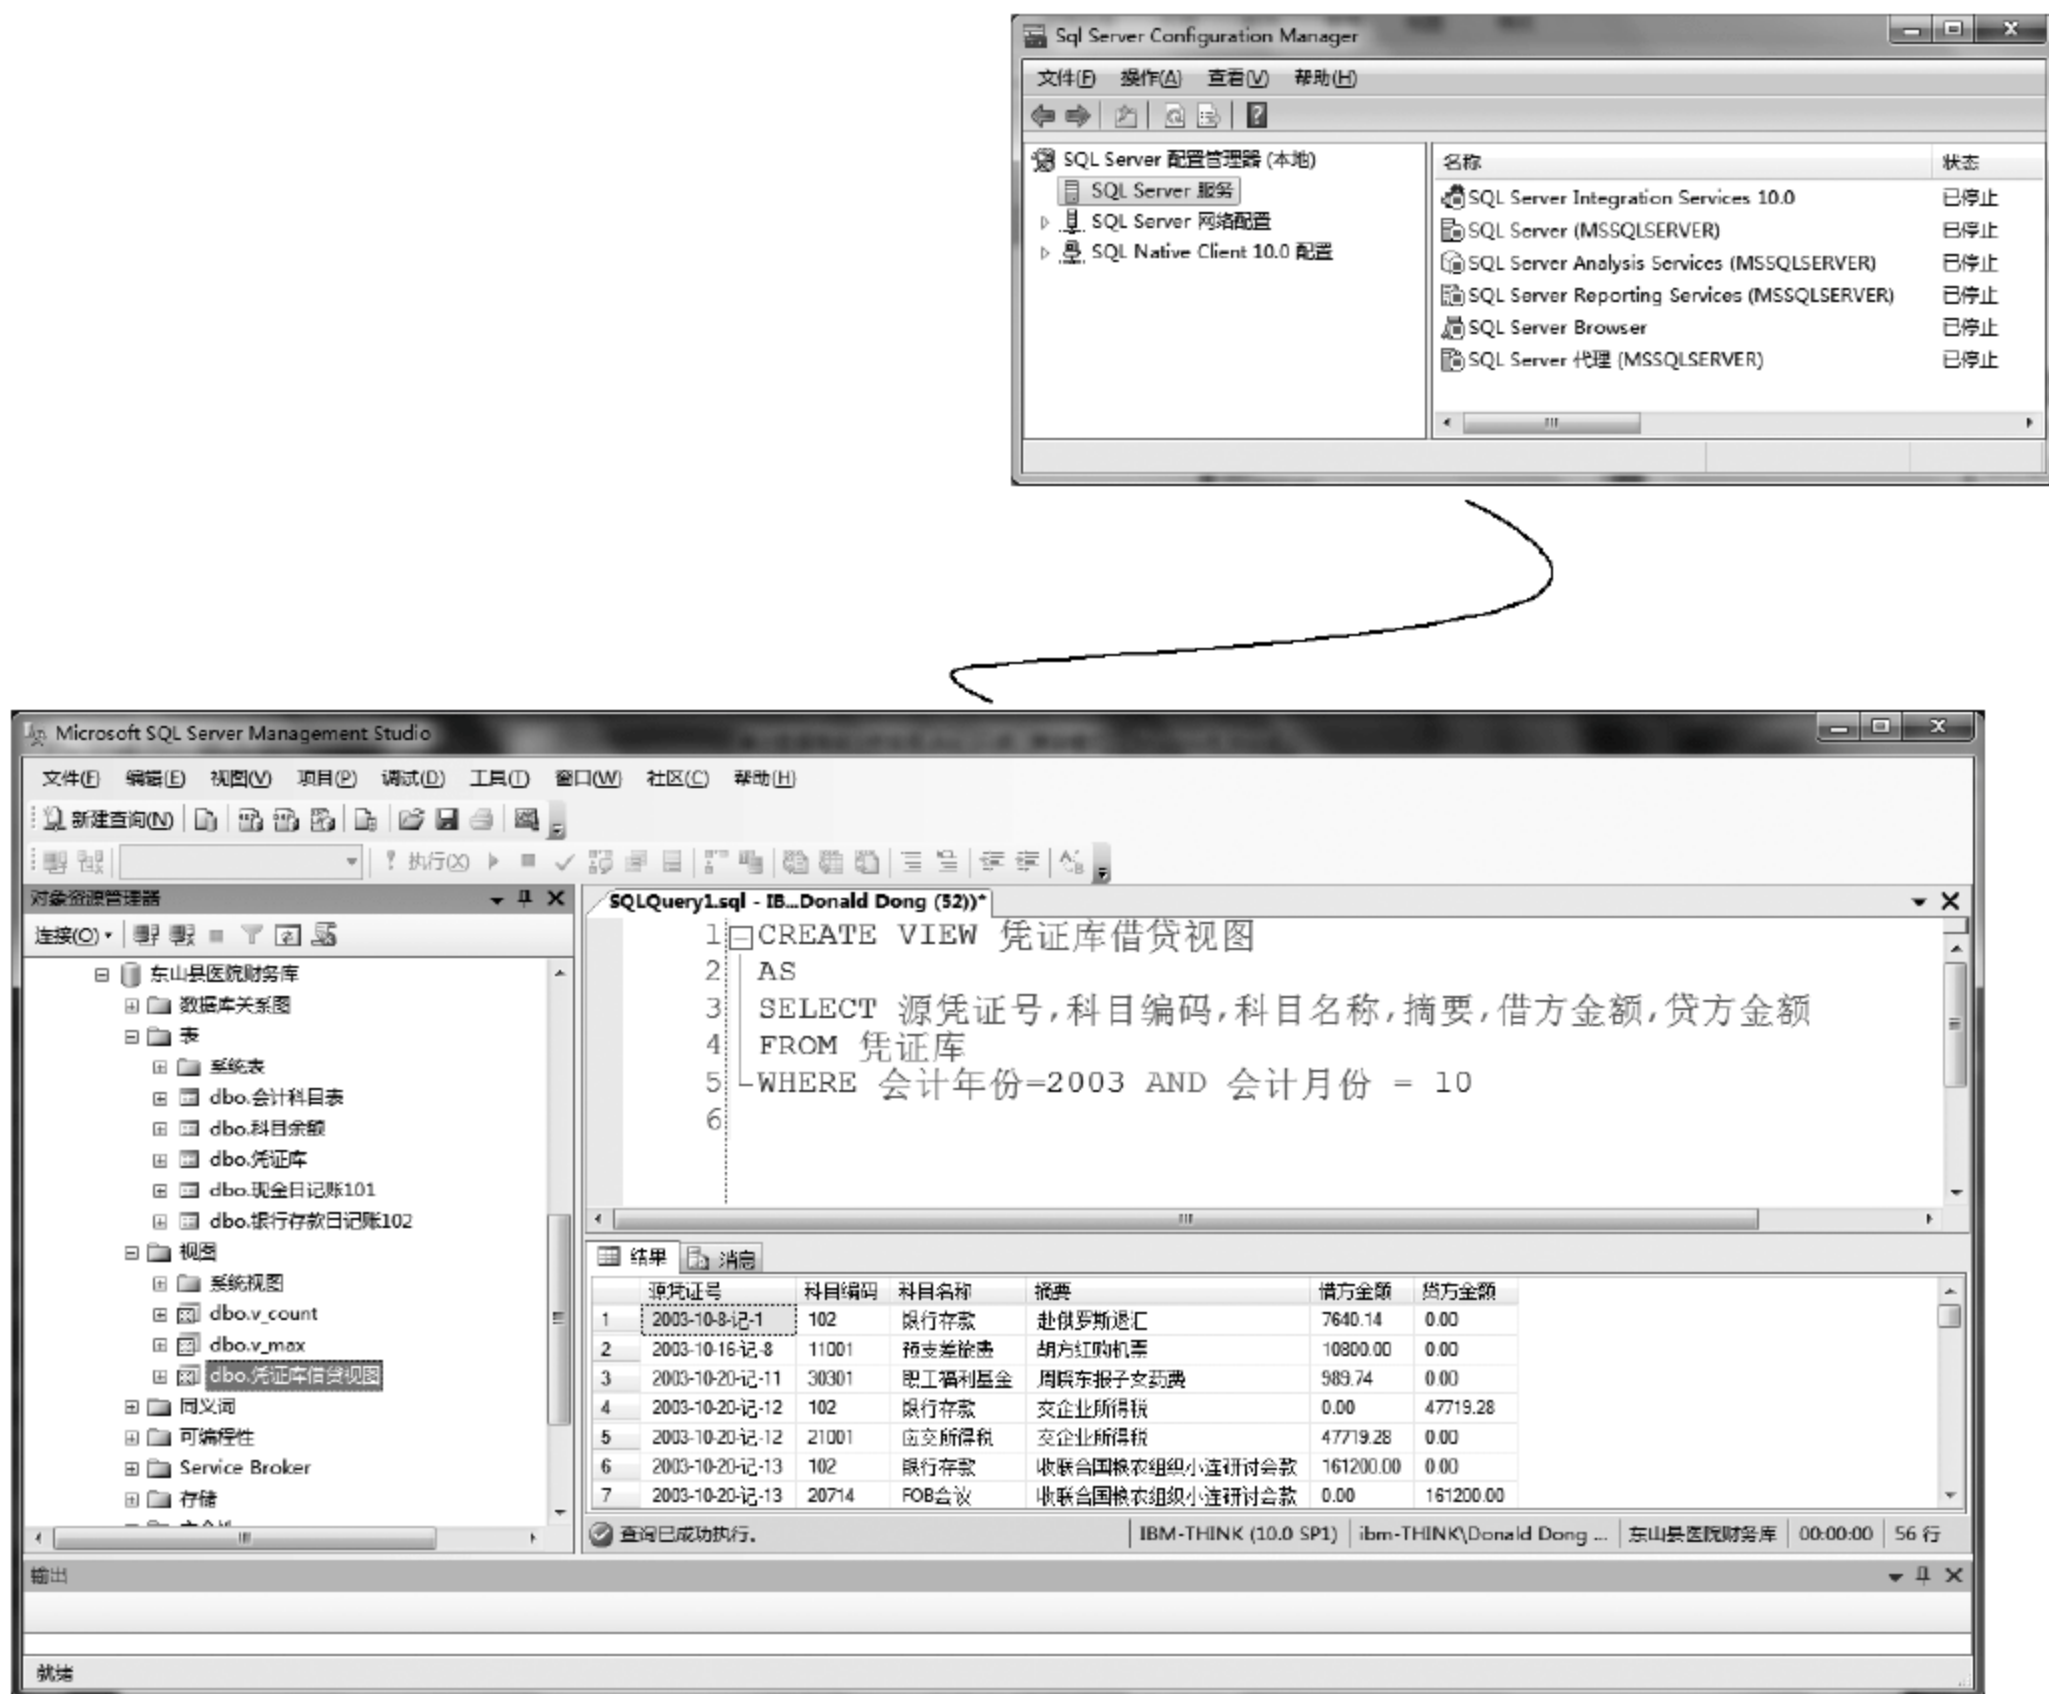 Sql Server Configuration Manager
文件(F) 操作(A) 查看(V) 帮助(H)
SQL Server 配置管理器 (本地)
SQL Server 服务
SQL Server 网络配置
SQL Native Client 10.0 配置
名称 状态
SQL Server Integration Services 10.0 已停止
SQL Server (MSSQLSERVER) 已停止
SQL Server Analysis Services (MSSQLSERVER) 已停止
SQL Server Reporting Services (MSSQLSERVER) 已停止
SQL Server Browser 已停止
SQL Server 代理 (MSSQLSERVER) 已停止
Microsoft SQL Server Management Studio
文件(F) 编辑(E) 视图(V) 项目(P) 调试(D) 工具(T) 窗口(W) 社区(C) 帮助(H)
新建查询(N)
执行(X)
对象资源管理器
连接(O)
东山县医院财务库
数据库关系图
表
系统表
dbo.会计科目表
dbo.科目余额
dbo.凭证库
dbo.现金日记账101
dbo.银行存款日记账102
视图
系统视图
dbo.v_count
dbo.v_max
dbo.凭证库借贷视图
同义词
可编程性
Service Broker
存储
SQLQuery1.sql - IB...Donald Dong (52))*
1 CREATE VIEW 凭证库借贷视图
2 AS
3 SELECT 源凭证号,科目编码,科目名称,摘要,借方金额,贷方金额
4 FROM 凭证库
5 WHERE 会计年份=2003 AND 会计月份 = 10
6
结果 消息
源凭证号 科目编码 科目名称 摘要 借方金额 贷方金额
1 2003-10-8-记-1 102 银行存款 赴俄罗斯退汇 7640.14 0.00
2 2003-10-16-记-8 11001 预支差旅费 胡方红购机票 10800.00 0.00
3 2003-10-20-记-11 30301 职工福利基金 周晓东报子女药费 989.74 0.00
4 2003-10-20-记-12 102 银行存款 交企业所得税 0.00 47719.28
5 2003-10-20-记-12 21001 应交所得税 交企业所得税 47719.28 0.00
6 2003-10-20-记-13 102 银行存款 收联合国粮农组织小连研讨会款 161200.00 0.00
7 2003-10-20-记-13 20714 FOB会议 收联合国粮农组织小连研讨会款 0.00 161200.00
查询已成功执行。 IBM-THINK (10.0 SP1) ibm-THINK\Donald Dong ... 东山县医院财务库 00:00:00 56 行
输出
就绪